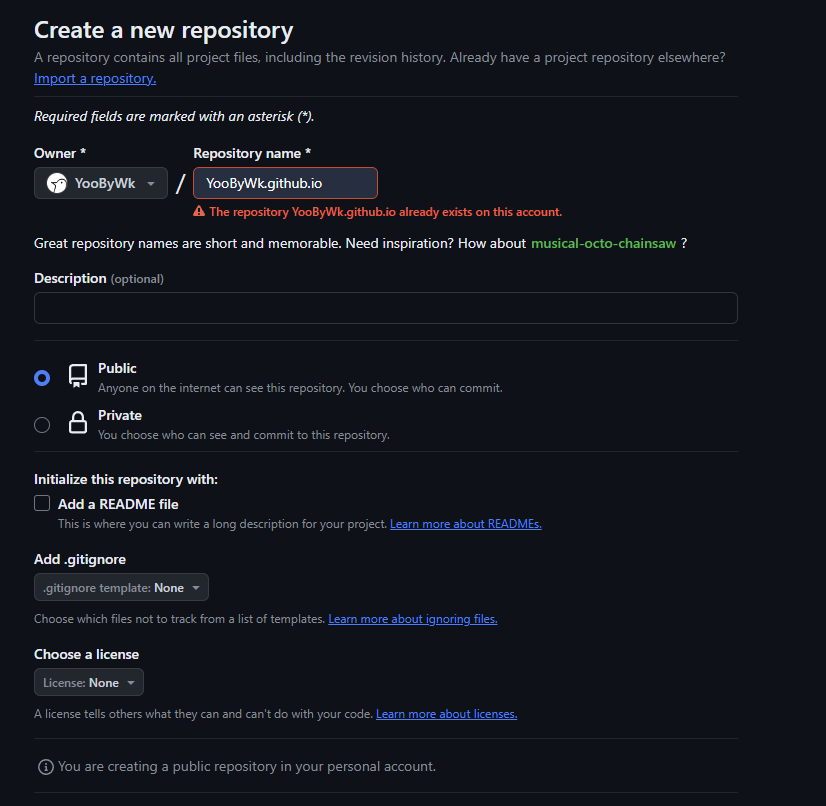 Create a new repository
A repository contains all project files, including the revision history. Already have a project repository elsewhere?
Import a repository.
Required fields are marked with an asterisk (*).
Owner * Repository name *
YooByWk / YooByWk.github.io
The repository YooByWk.github.io already exists on this account.
Great repository names are short and memorable. Need inspiration? How about musical-octo-chainsaw ?
Description (optional)
Public
Anyone on the internet can see this repository. You choose who can commit.
Private
You choose who can see and commit to this repository.
Initialize this repository with:
Add a README file
This is where you can write a long description for your project. Learn more about READMEs.
Add .gitignore
.gitignore template: None
Choose which files not to track from a list of templates. Learn more about ignoring files.
Choose a license
License: None
A license tells others what they can and can't do with your code. Learn more about licenses.
You are creating a public repository in your personal account.